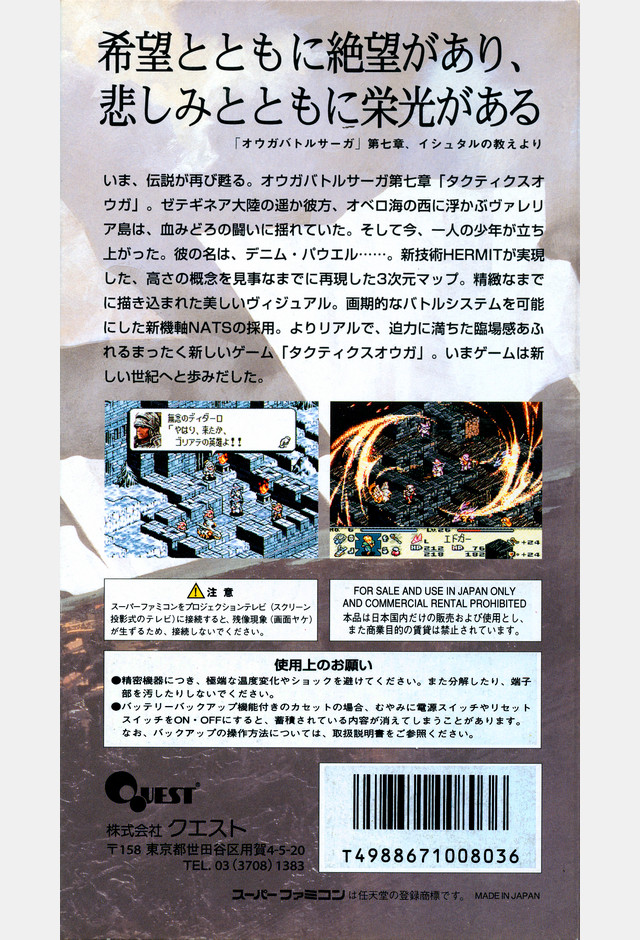 希望とともに絶望があり、
悲しみとともに栄光がある
「オウガバトルサーガ」第七章、イシュタルの教えより
いま、伝説が再び甦る。オウガバトルサーガ第七章「タクティクスオ
ウガ」。ゼテギネア大陸の遥か彼方、オベロ海の西に浮かぶヴァレリ
ア島は、血みどろの闘いに揺れていた。そして今、一人の少年が立ち
上がった。彼の名は、デニム・パウエル……。新技術HERMITが実現
した、高さの概念を見事なまでに再現した3次元マップ。精緻なまで
に描き込まれた美しいヴィジュアル。画期的なバトルシステムを可能
にした新機軸NATSの採用。よりリアルで、迫力に満ちた臨場感あふ
れるまったく新しいゲーム「タクティクスオウガ」。いまゲームは新
しい世紀へと歩みだした。
無念のディダーロ
「やはり、来たか、
ゴリアテの英雄よ!!
Lv.26
L エドガー
HP 212 MP 76
218 182
+24
+24
注意
スーパーファミコンをプロジェクションテレビ(スクリーン
投影式のテレビ)に接続すると、残像現象(画面ヤケ)
が生ずるため、接続しないでください。
FOR SALE AND USE IN JAPAN ONLY
AND COMMERCIAL RENTAL PROHIBITED
本品は日本国内だけの販売および使用とし、
また商業目的の賃貸は禁止されています。
使用上のお願い
●精密機器につき、極端な温度変化やショックを避けてください。また分解したり、端子
部を汚したりしないでください。
●バッテリーバックアップ機能付きのカセットの場合、むやみに電源スイッチやリセット
スイッチをON・OFFにすると、蓄積されている内容が消えてしまうことがあります。
なお、バックアップの操作方法については、取扱説明書をご参照ください。
QUEST®
株式会社 クエスト
〒158 東京都世田谷区用賀4-5-20
TEL. 03 (3708) 1383
T4988671008036
スーパーファミコンは任天堂の登録商標です。 MADE IN JAPAN